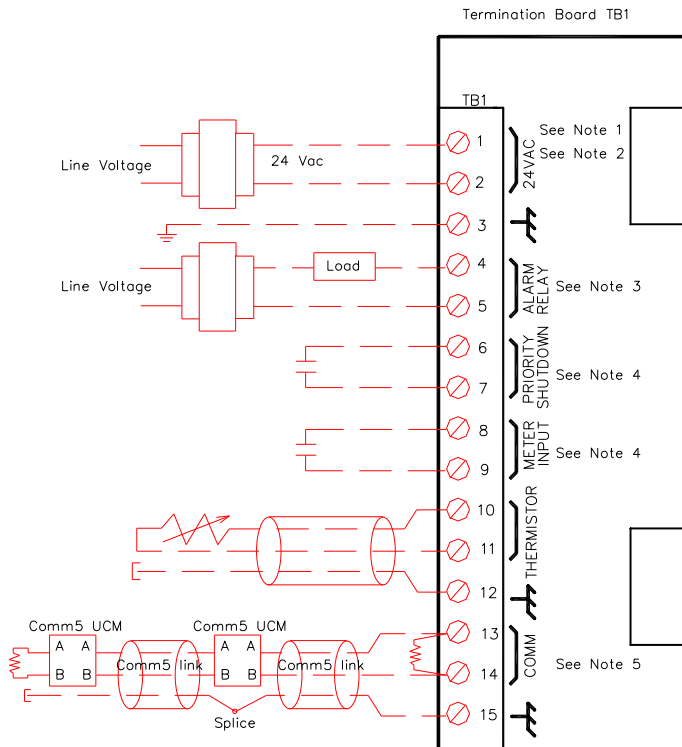 Termination Board TB1
TB1
1
See Note 1
Line Voltage
24 Vac
24VAC
See Note 2
2
3
4
Load
Line Voltage
ALARM
RELAY
See Note 3
5
6
PRIORITY
SHUTDOWN
See Note 4
7
8
METER
INPUT
See Note 4
9
10
THERMISTOR
11
12
Comm5 UCM
Comm5 UCM
13
A A
A A
COMM
See Note 5
B B
Comm5 link
B B
Comm5 link
14
Splice
15